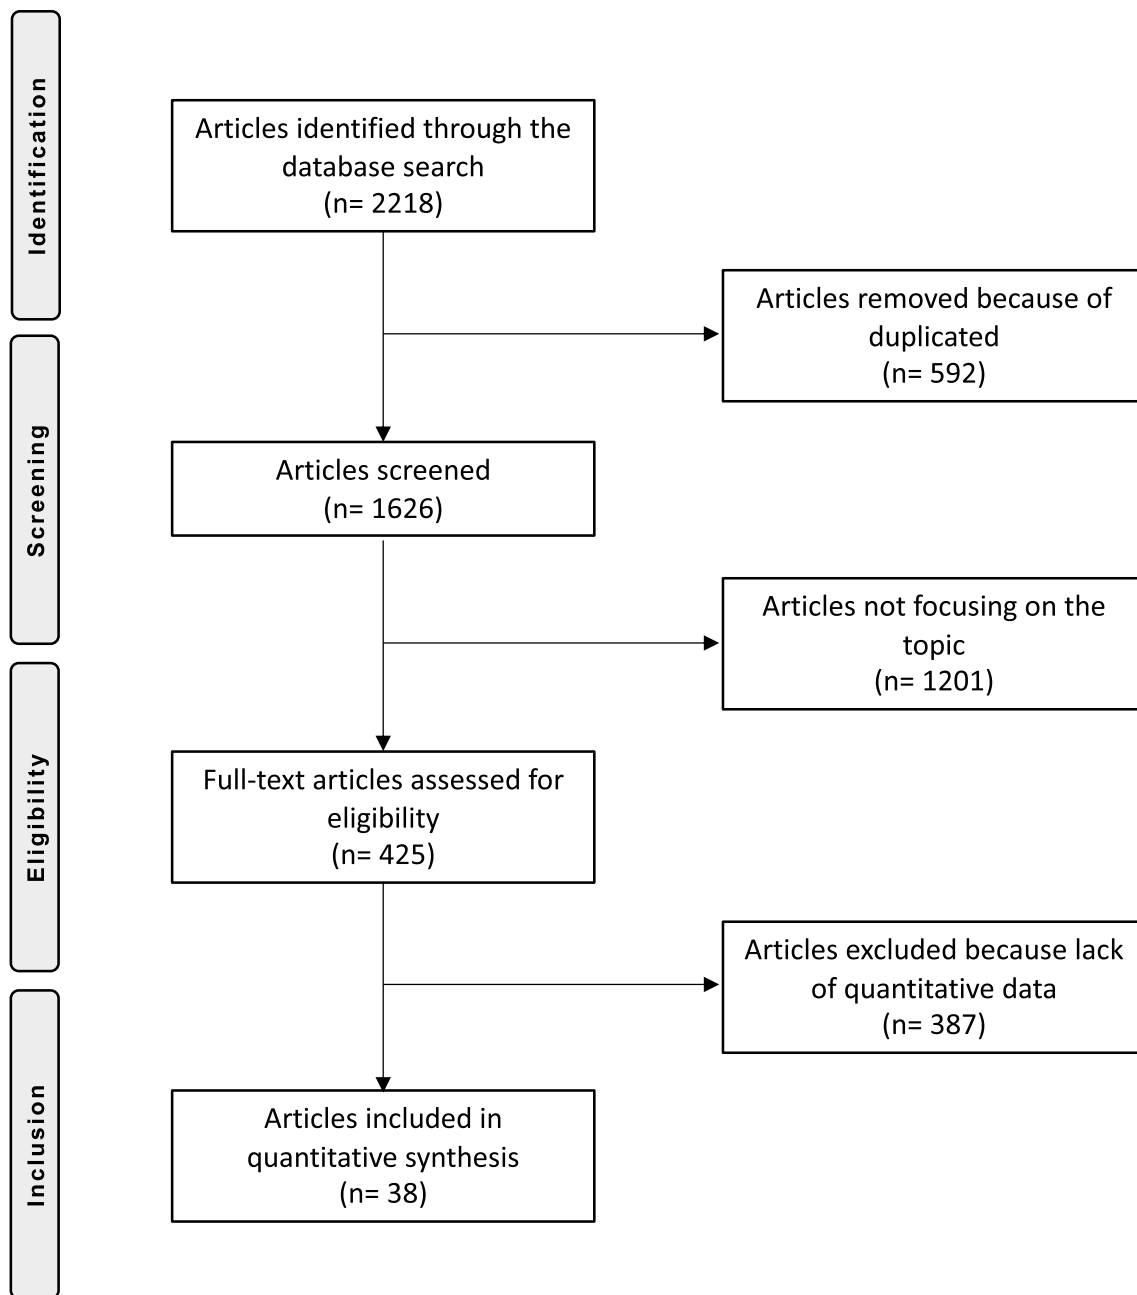 Identification
Articles identified through the
database search
(n= 2218)
Articles removed because of
duplicated
(n= 592)
Screening
Articles screened
(n= 1626)
Articles not focusing on the
topic
(n= 1201)
Eligibility
Full-text articles assessed for
eligibility
(n= 425)
Articles excluded because lack
of quantitative data
(n= 387)
Inclusion
Articles included in
quantitative synthesis
(n= 38)